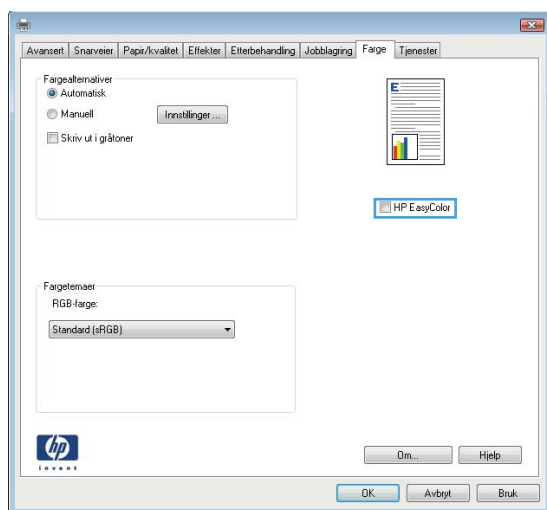 Avansert Snarveier Papir/kvalitet Effekter Etterbehandling Jobblagring Farge Tjenester
Fargealternativer
Automatisk
Manuell Innstillinger ...
Skriv ut i gråtoner
E
HP EasyColor
Fargetemaer
RGB-farge:
Standard (sRGB)
hp
invent
Om... Hjelp
OK Avbryt Bruk